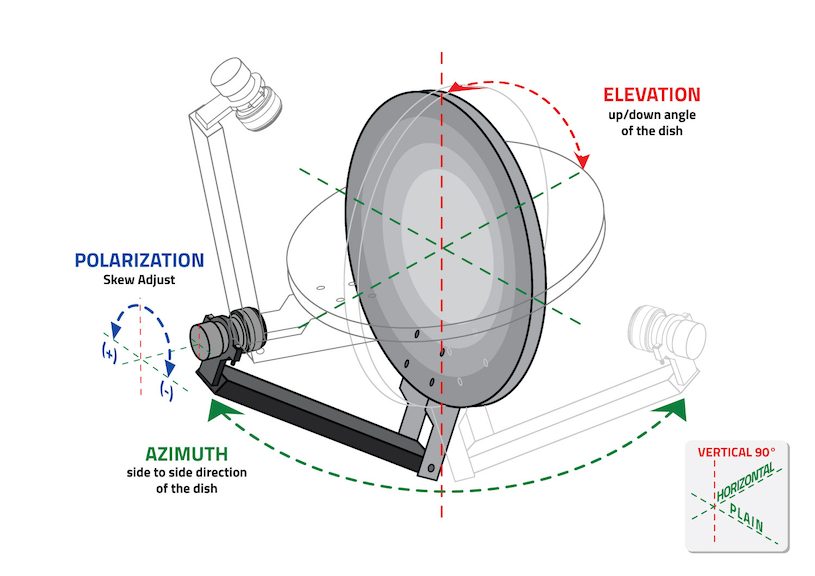 ELEVATION
up/down angle
of the dish
POLARIZATION
Skew Adjust
(+)
(-)
AZIMUTH
side to side direction
of the dish
VERTICAL 90°
HORIZONTAL
PLAIN